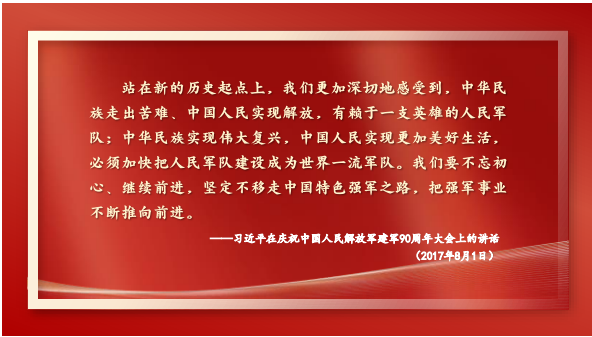 站在新的历史起点上，我们更加深切地感受到，中华民
族走出苦难、中国人民实现解放，有赖于一支英雄的人民军
队；中华民族实现伟大复兴，中国人民实现更加美好生活，
必须加快把人民军队建设成为世界一流军队。我们要不忘初
心、继续前进，坚定不移走中国特色强军之路，把强军事业
不断推向前进。
——习近平在庆祝中国人民解放军建军90周年大会上的讲话
（2017年8月1日）